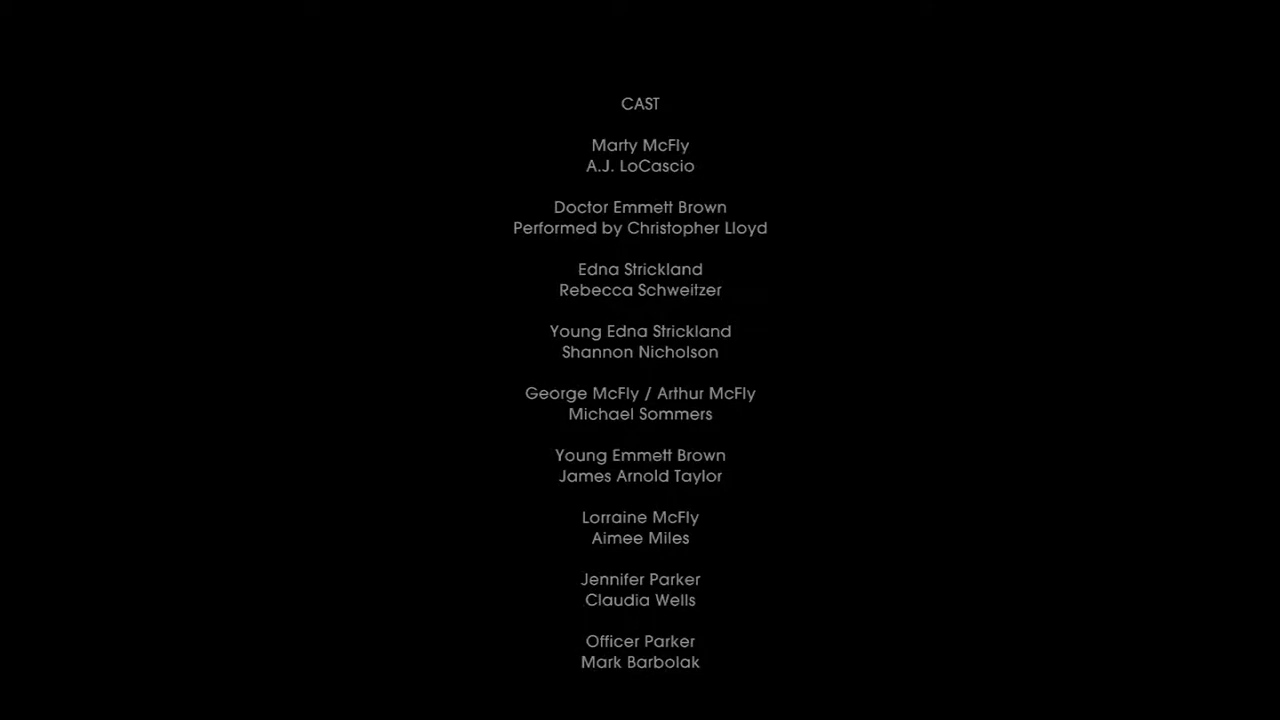 CAST
Marty McFly
A.J. LoCascio
Doctor Emmett Brown
Performed by Christopher Lloyd
Edna Strickland
Rebecca Schweitzer
Young Edna Strickland
Shannon Nicholson
George McFly / Arthur McFly
Michael Sommers
Young Emmett Brown
James Arnold Taylor
Lorraine McFly
Aimee Miles
Jennifer Parker
Claudia Wells
Officer Parker
Mark Barbolak